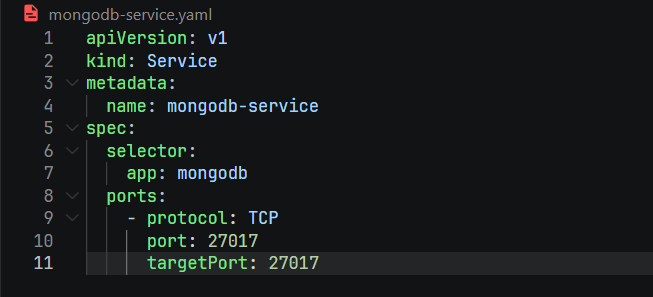 mongodb-service.yaml
1 apiVersion: v1
2 kind: Service
3 metadata:
4   name: mongodb-service
5 spec:
6   selector:
7     app: mongodb
8   ports:
9     - protocol: TCP
10       port: 27017
11       targetPort: 27017